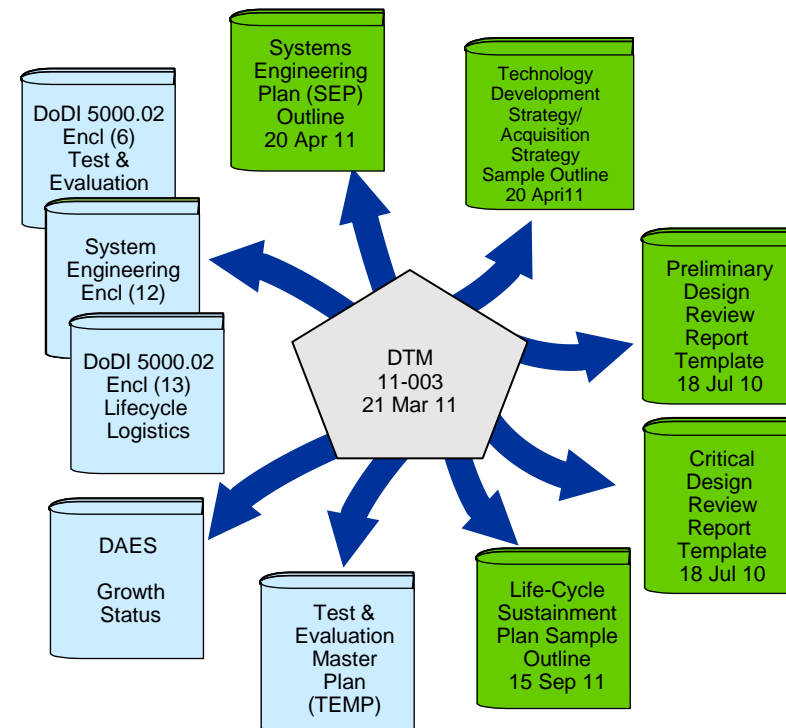 Systems
Engineering
Plan (SEP)
Outline
20 Apr 11
Technology
Development
Strategy/
Acquisition
Strategy
Sample Outline
20 Apri11
DoDI 5000.02
Encl (6)
Test &
Evaluation
System
Engineering
Encl (12)
DoDI 5000.02
Encl (13)
Lifecycle
Logistics
DTM
11-003
21 Mar 11
Preliminary
Design
Review
Report
Template
18 Jul 10
Critical
Design
Review
Report
Template
18 Jul 10
DAES
Growth
Status
Test &
Evaluation
Master
Plan
(TEMP)
Life-Cycle
Sustainment
Plan Sample
Outline
15 Sep 11